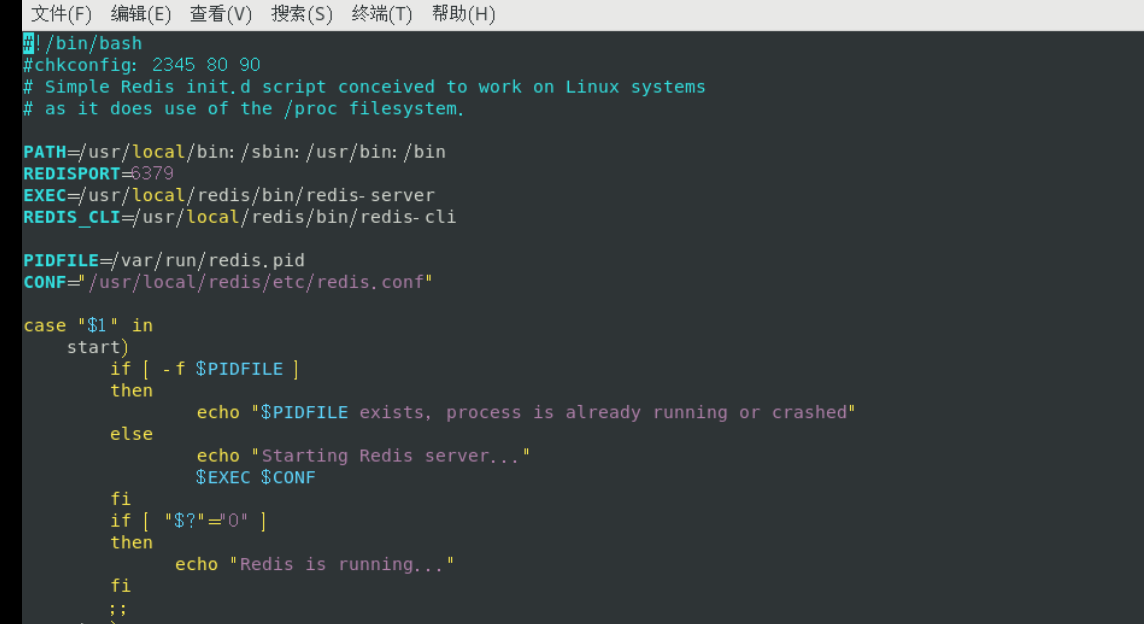 文件(F) 编辑(E) 查看(V) 搜索(S) 终端(T) 帮助(H)
#!/bin/bash
#chkconfig: 2345 80 90
# Simple Redis init.d script conceived to work on Linux systems
# as it does use of the /proc filesystem.
PATH=/usr/local/bin:/sbin:/usr/bin:/bin
REDISPORT=6379
EXEC=/usr/local/redis/bin/redis-server
REDIS_CLI=/usr/local/redis/bin/redis-cli
PIDFILE=/var/run/redis.pid
CONF="/usr/local/redis/etc/redis.conf"
case "$1" in
start)
if [ -f $PIDFILE ]
then
echo "$PIDFILE exists, process is already running or crashed"
else
echo "Starting Redis server..."
$EXEC $CONF
fi
if [ "$?"="0" ]
then
echo "Redis is running..."
fi
;;